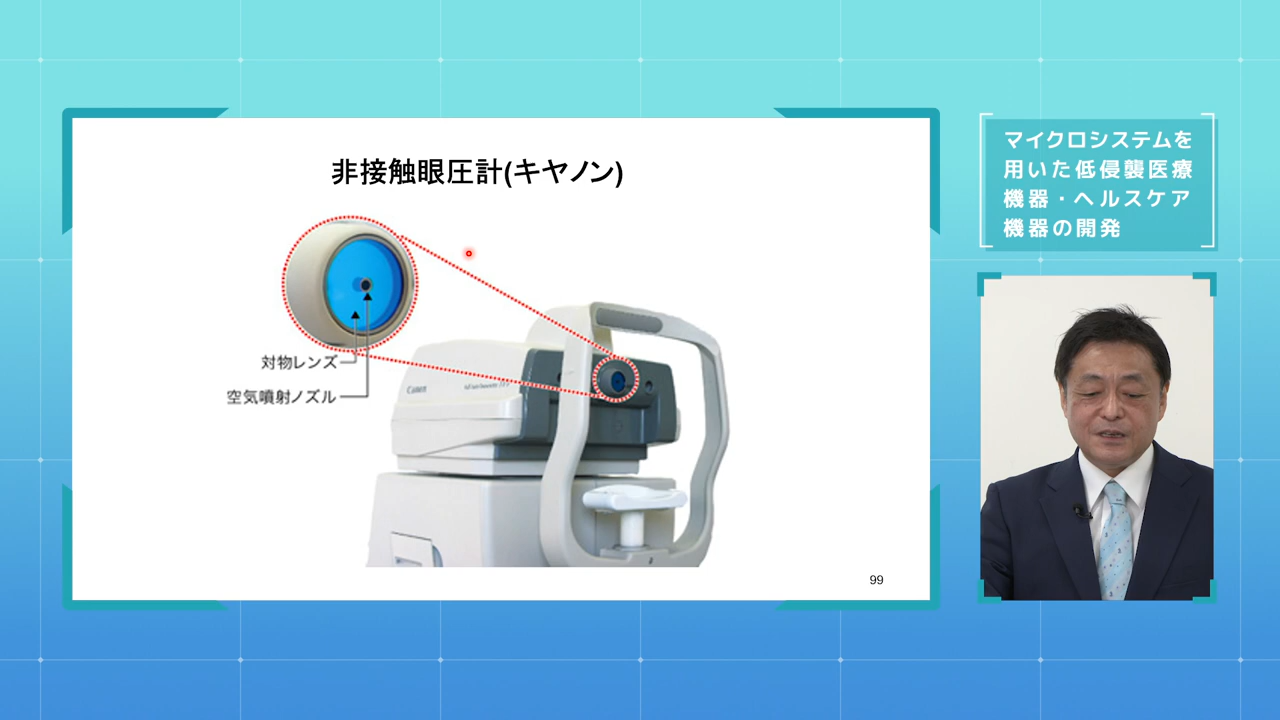 非接触眼圧計(キヤノン)
対物レンズ
空気噴射ノズル
Canon
99
マイクロシステムを
用いた低侵襲医療
機器・ヘルスケア
機器の開発